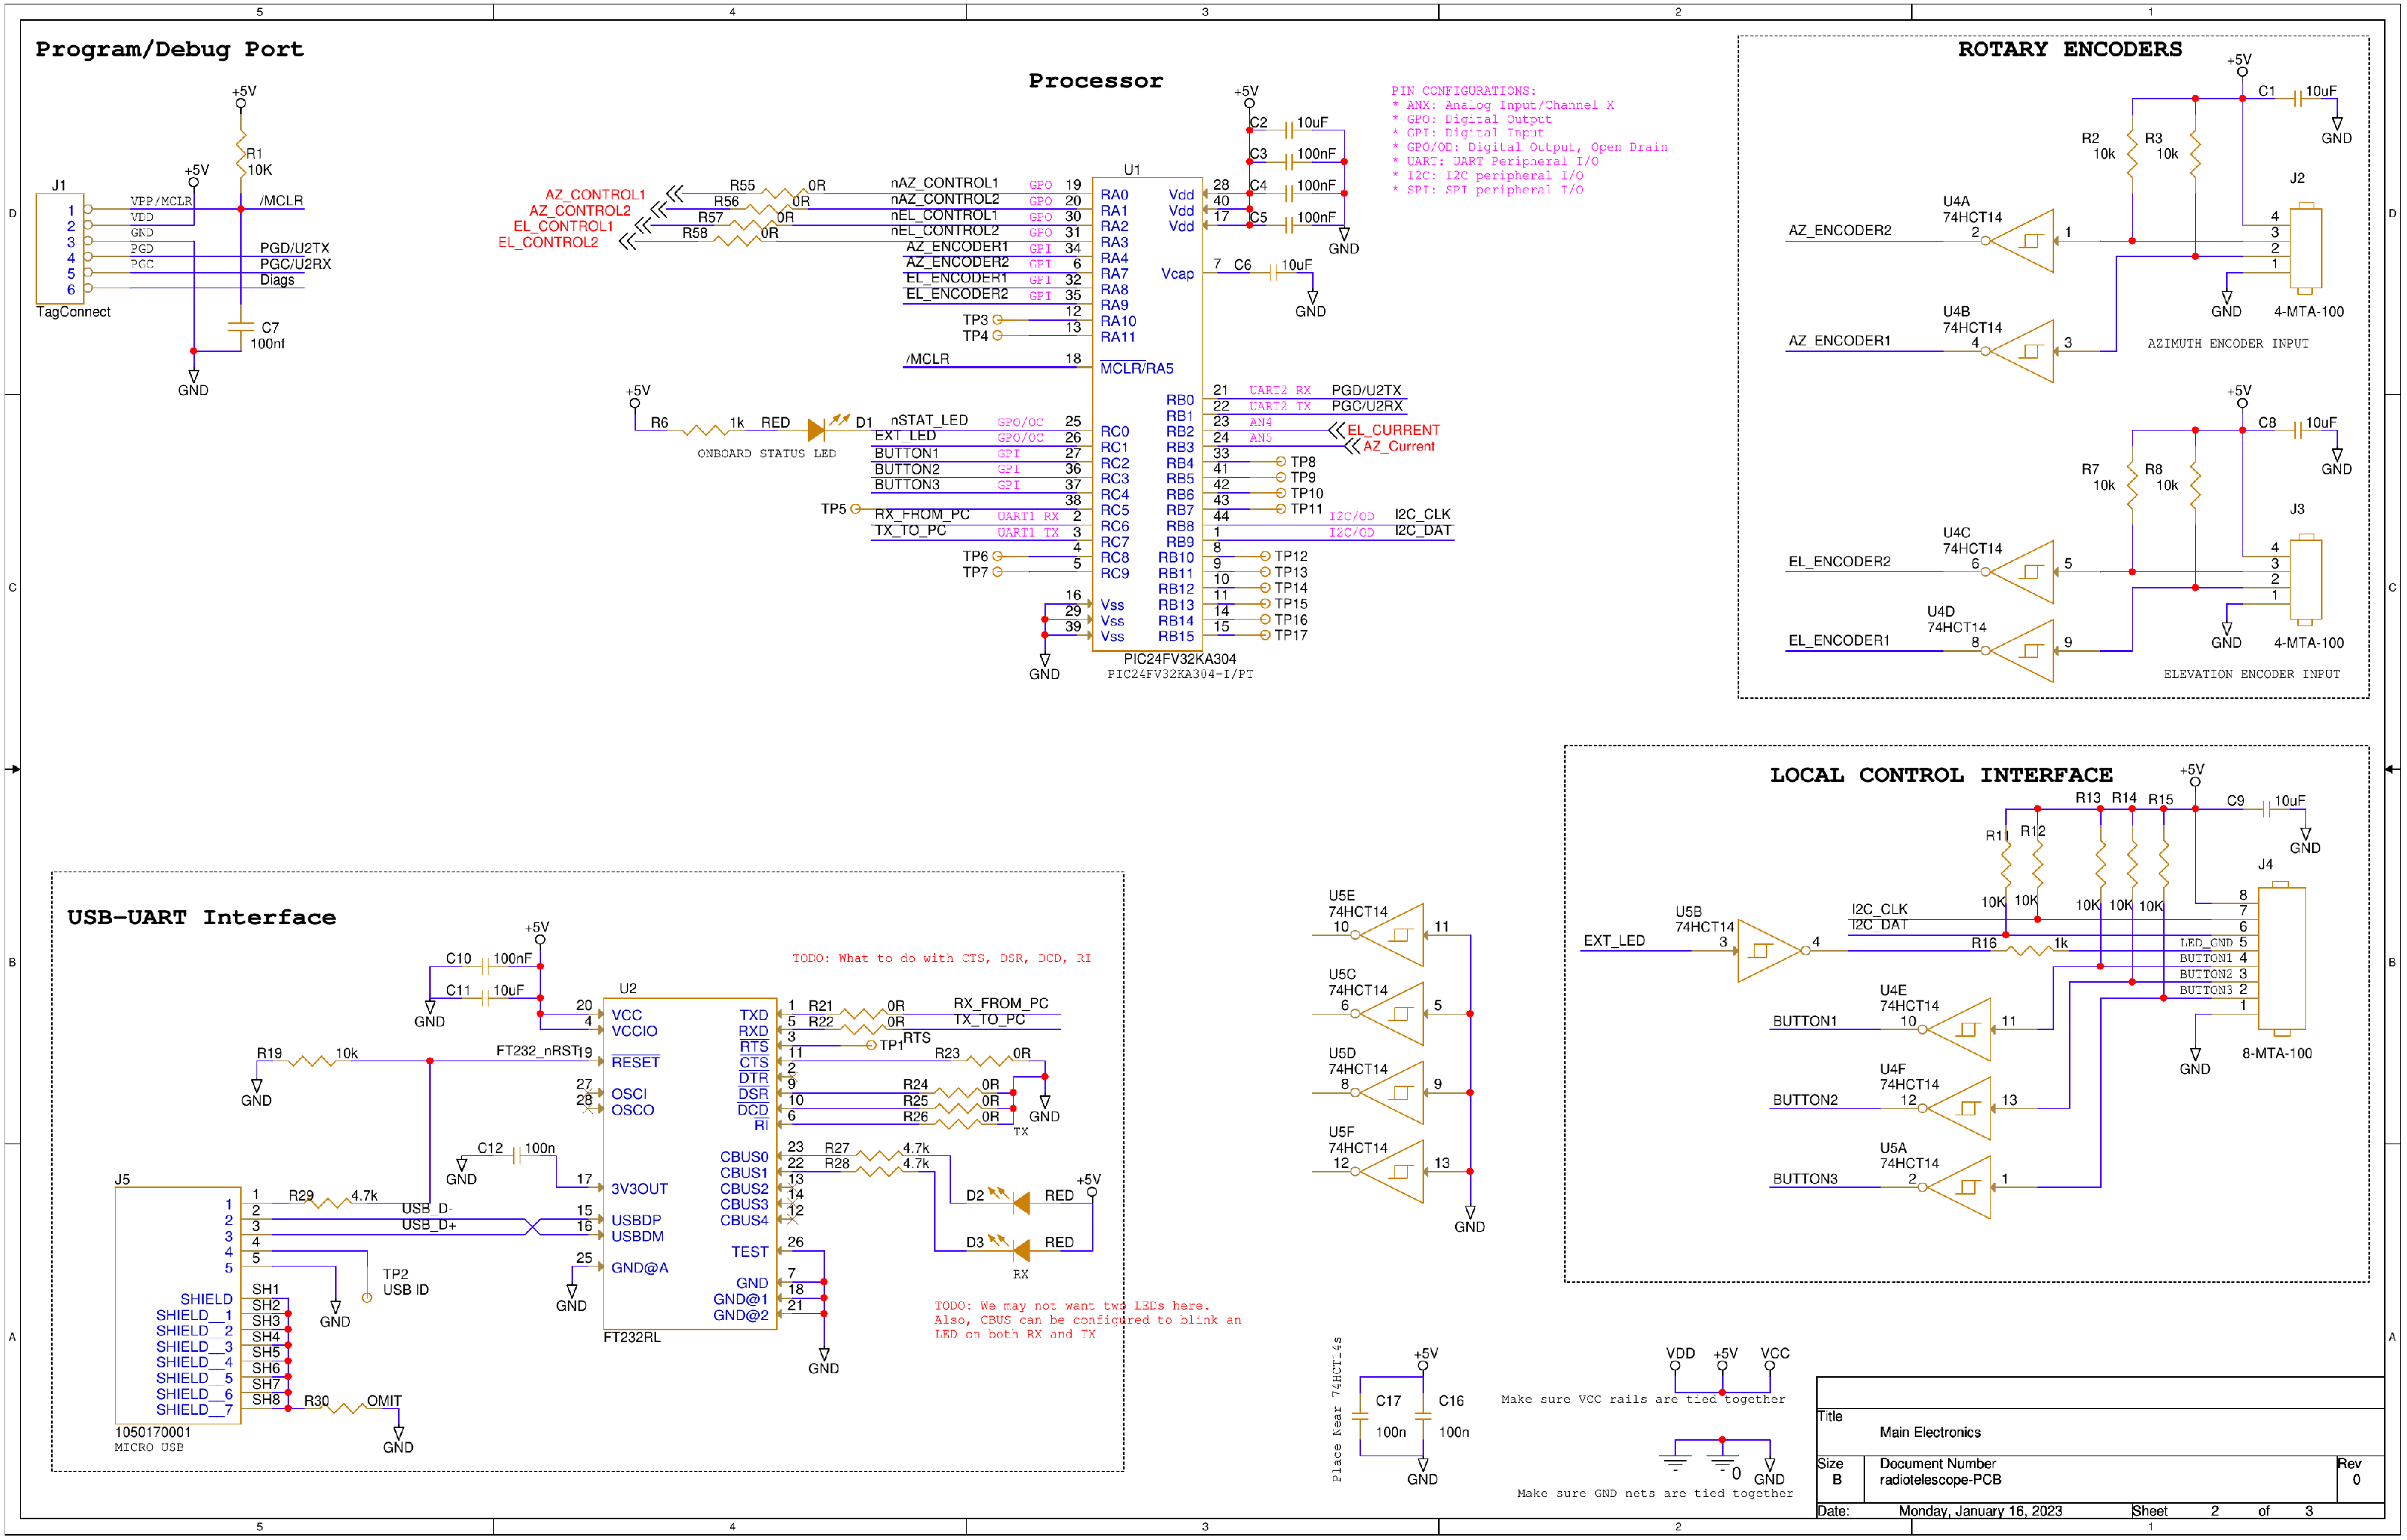 5 4 3 2 1
Program/Debug Port
+5V
R1
10K
+5V
J1
1 VPP/MCLR /MCLR
2 VDD
3 GND
4 PGD PGD/U2TX
5 PGC PGC/U2RX
6 Diags
TagConnect
C7
100nf
GND
Processor
+5V
C2 10uF
C3 100nF
C4 100nF
C5 100nF
GND
C6 10uF
GND
PIN CONFIGURATIONS:
* ANX: Analog Input/Channel X
* GPO: Digital Output
* GPI: Digital Input
* GPO/OD: Digital Output, Open Drain
* UART: UART Peripheral I/O
* I2C: I2C peripheral I/O
* SPI: SPI peripheral I/O
U1
AZ_CONTROL1 R55 0R nAZ_CONTROL1 GPO 19 RA0
AZ_CONTROL2 R56 0R nAZ_CONTROL2 GPO 20 RA1
EL_CONTROL1 R57 0R nEL_CONTROL1 GPO 30 RA2
EL_CONTROL2 R58 0R nEL_CONTROL2 GPO 31 RA3
AZ_ENCODER1 GPI 34 RA4
AZ_ENCODER2 GPI 6 RA7
EL_ENCODER1 GPI 32 RA8
EL_ENCODER2 GPI 35 RA9
TP3 12 RA10
TP4 13 RA11
/MCLR 18 MCLR/RA5
+5V
R6 1k RED D1 nSTAT_LED GPO/OC 25 RC0
ONBOARD STATUS LED
EXT_LED GPO/OC 26 RC1
BUTTON1 GPI 27 RC2
BUTTON2 GPI 36 RC3
BUTTON3 GPI 37 RC4
TP5 38 RC5
RX_FROM_PC UART1 RX 2 RC6
TX_TO_PC UART1 TX 3 RC7
TP6 4 RC8
TP7 5 RC9
16 Vss
29 Vss
39 Vss
GND
Vdd 28
Vdd 40
Vdd 17
Vcap 7
RB0 21 UART2 RX PGD/U2TX
RB1 22 UART2 TX PGC/U2RX
RB2 23 AN4 EL_CURRENT
RB3 24 AN5 AZ_Current
RB4 33 TP8
RB5 41 TP9
RB6 42 TP10
RB7 43 TP11
RB8 44 I2C/OD I2C_CLK
RB9 1 I2C/OD I2C_DAT
RB10 8 TP12
RB11 9 TP13
RB12 10 TP14
RB13 11 TP15
RB14 14 TP16
RB15 15 TP17
PIC24FV32KA304
PIC24FV32KA304-I/PT
ROTARY ENCODERS
+5V
C1 10uF
GND
R2 R3
10k 10k
J2
4
3
2
1
GND 4-MTA-100
U4A
74HCT14
AZ_ENCODER2 2 1
U4B
74HCT14
AZ_ENCODER1 4 3
AZIMUTH ENCODER INPUT
+5V
C8 10uF
GND
R7 R8
10k 10k
J3
4
3
2
1
GND 4-MTA-100
U4C
74HCT14
EL_ENCODER2 6 5
U4D
74HCT14
EL_ENCODER1 8 9
ELEVATION ENCODER INPUT
D
C
B
A
USB-UART Interface
+5V
C10 100nF
C11 10uF
GND
TODO: What to do with CTS, DSR, DCD, RI
U2
20 VCC
4 VCCIO
R19 10k FT232_nRST 19 RESET
GND
27 OSCI
28 OSCO
C12 100n
GND
17 3V3OUT
15 USBDP
16 USBDM
25 GND@A
GND
TXD 1 R21 0R RX_FROM_PC
RXD 5 R22 0R TX_TO_PC
RTS 3 TP1 RTS
CTS 11 R23 0R
DTR 2
DSR 9 R24 0R
DCD 10 R25 0R
RI 6 R26 0R
GND
TX
CBUS0 23 R27 4.7k
CBUS1 22 R28 4.7k
CBUS2 13
CBUS3 14
CBUS4 12
D2 RED +5V
D3 RED
RX
TEST 26
GND 7
GND@1 18
GND@2 21
GND
FT232RL
TODO: We may not want two LEDs here.
Also, CBUS can be configured to blink an
LED on both RX and TX
J5
1 1 R29 4.7k
2 2 USB_D-
3 3 USB_D+
4 4
5 5
TP2
USB ID
GND
SHIELD SH1
SHIELD__1 SH2
SHIELD__2 SH3
SHIELD__3 SH4
SHIELD__4 SH5
SHIELD__5 SH6
SHIELD__6 SH7
SHIELD__7 SH8 R30 OMIT
GND
1050170001
MICRO USB
U5E
74HCT14
10 11
U5C
74HCT14
6 5
U5D
74HCT14
8 9
U5F
74HCT14
12 13
GND
LOCAL CONTROL INTERFACE
+5V
C9 10uF
GND
R11 R12 R13 R14 R15
10K 10K 10K 10K 10K
J4
8
I2C_CLK 7
I2C_DAT 6
R16 1k LED_GND 5
BUTTON1 4
BUTTON2 3
BUTTON3 2
1
GND
8-MTA-100
U5B
74HCT14
EXT_LED 3 4
U4E
74HCT14
BUTTON1 10 11
U4F
74HCT14
BUTTON2 12 13
U5A
74HCT14
BUTTON3 2 1
Place Near 74HCT14s
+5V
C17 C16
100n 100n
GND
VDD +5V VCC
Make sure VCC rails are tied together
0 GND
Make sure GND nets are tied together
Title
Main Electronics
Size Document Number Rev
B radiotelescope-PCB 0
Date: Monday, January 16, 2023 Sheet 2 of 3
5 4 3 2 1